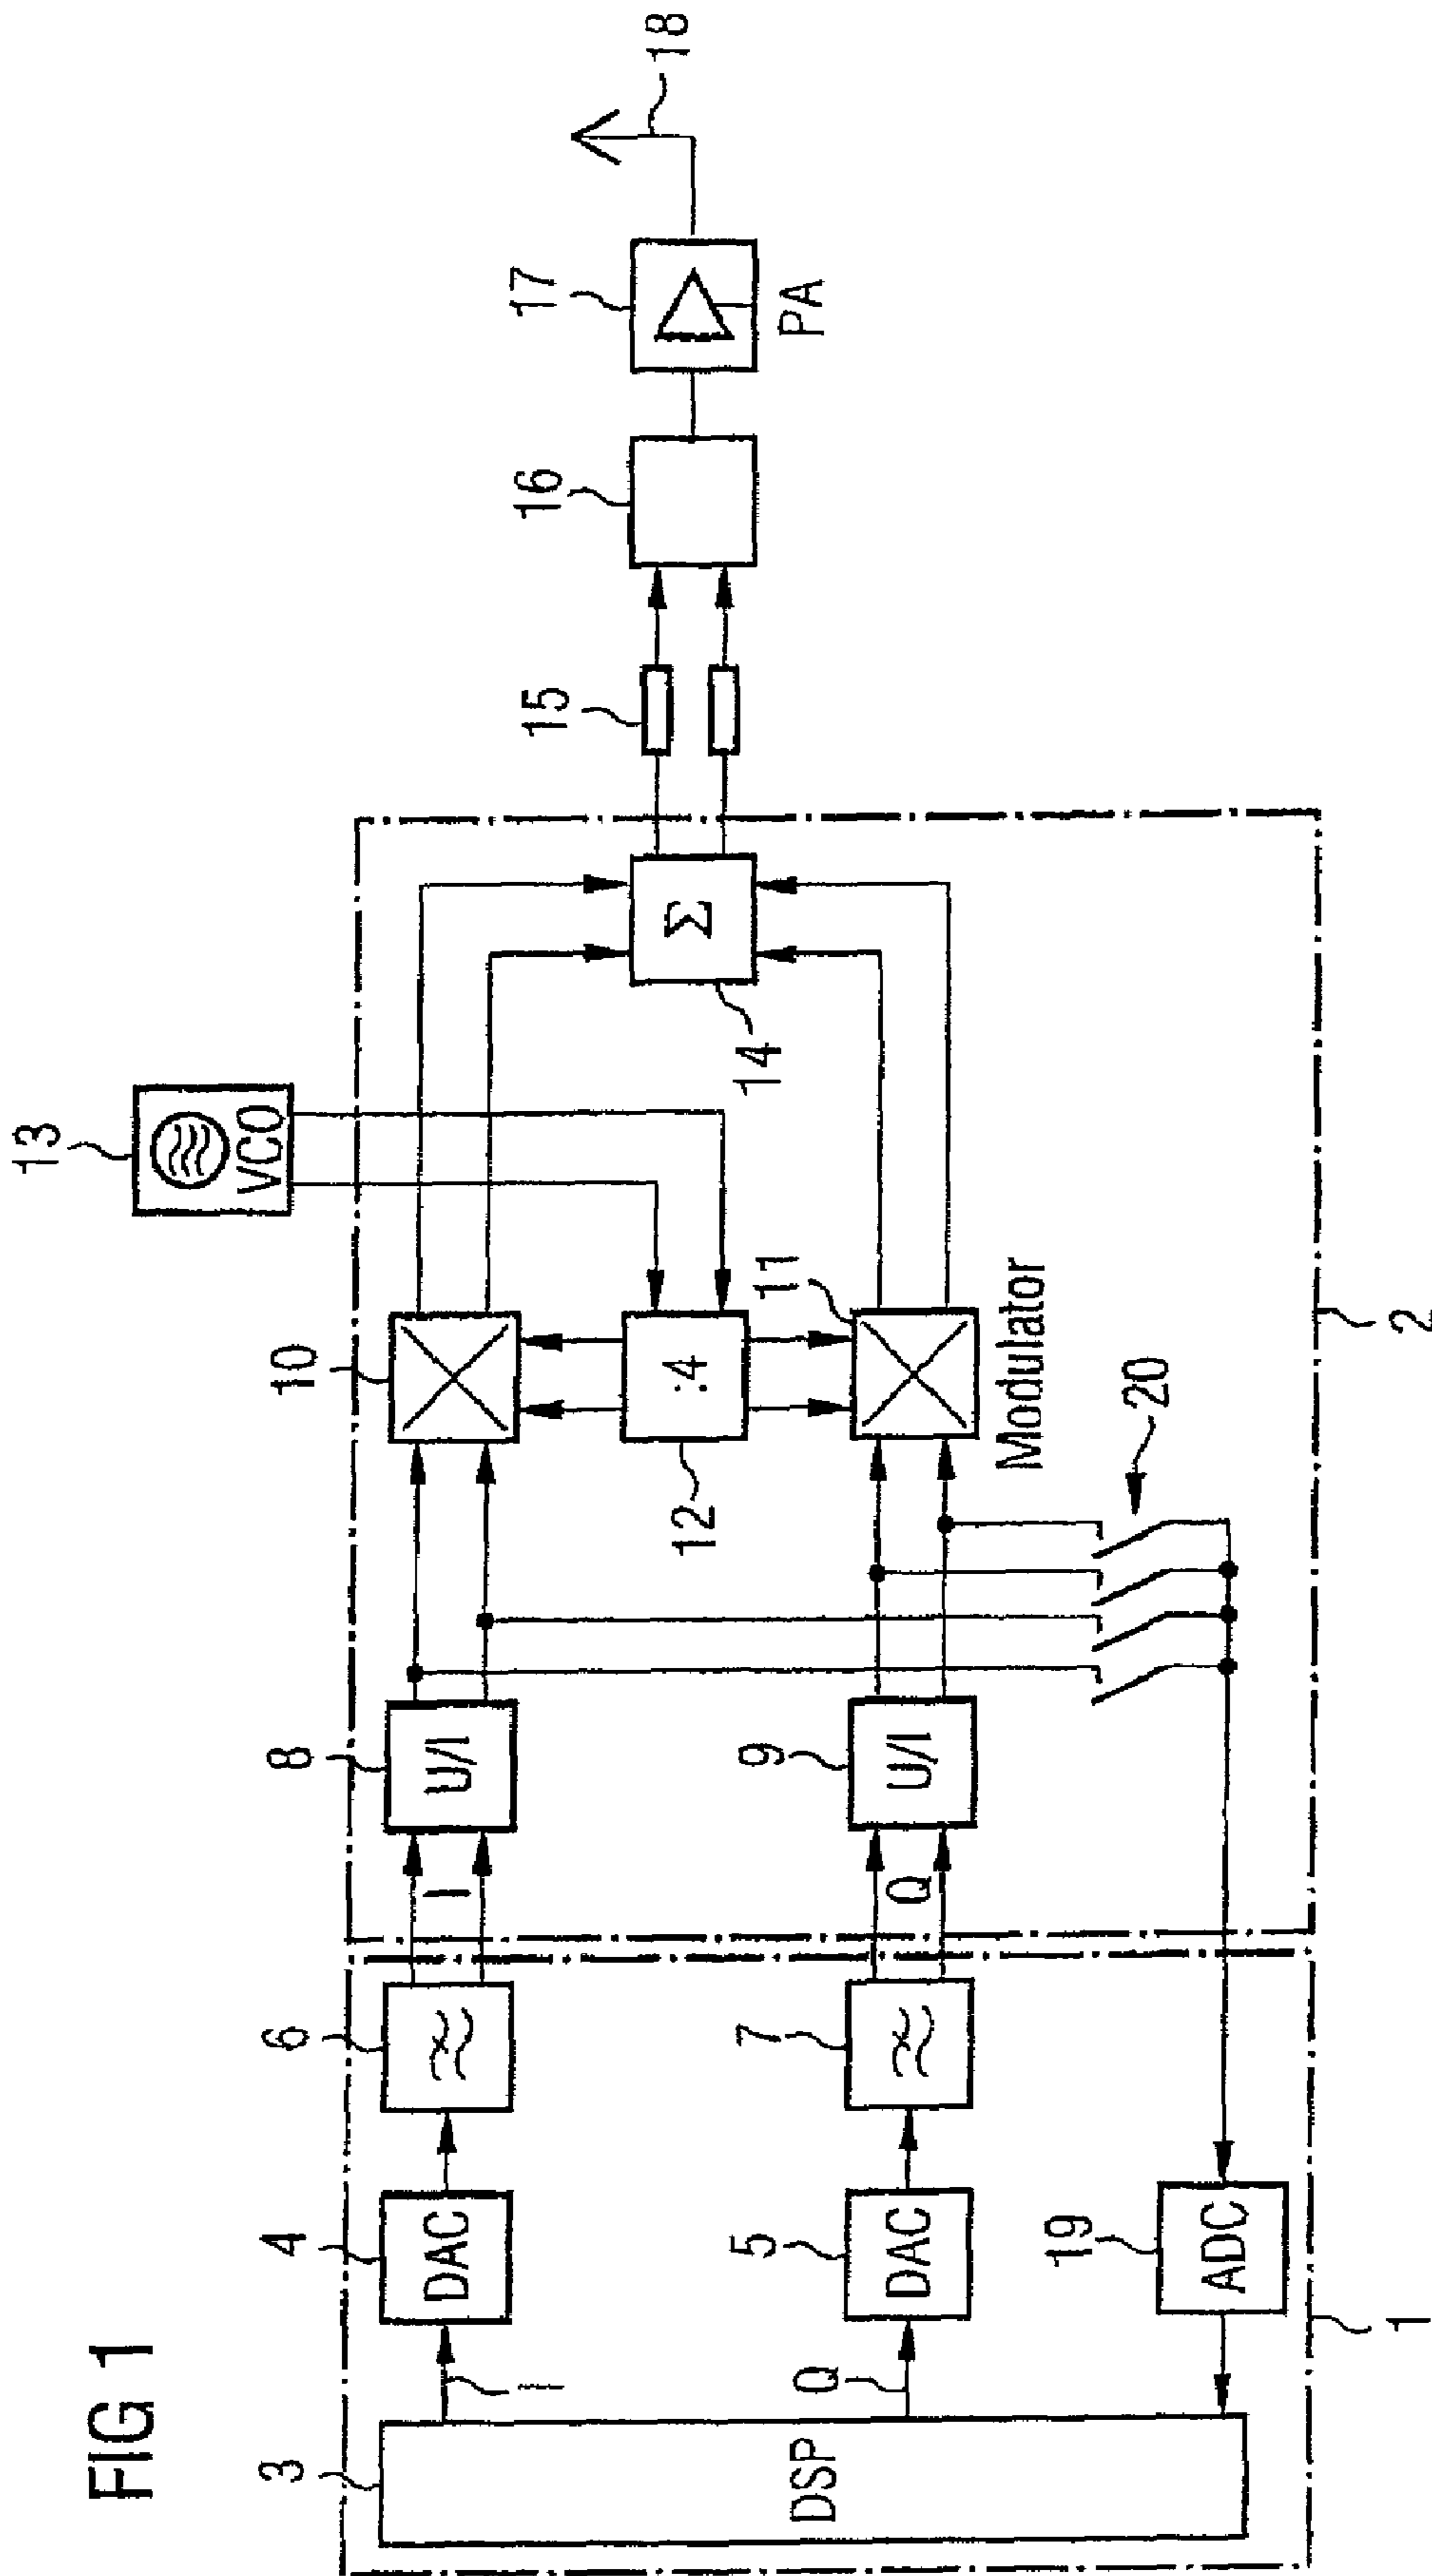 FIG 1
13
VCO
4
6
8
10
DAC
U/I
I
I
3
DSP
12
:4
14
Σ
15
16
17
PA
18
5
7
9
11
DAC
U/I
Q
Q
Modulator
19
ADC
20
1
2